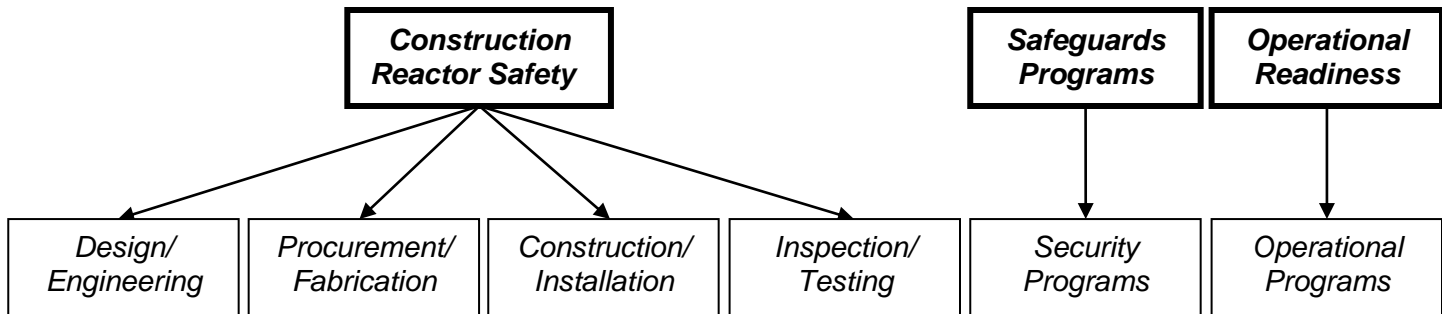 Construction
Reactor Safety
Safeguards
Programs
Operational
Readiness
Design/
Engineering
Procurement/
Fabrication
Construction/
Installation
Inspection/
Testing
Security
Programs
Operational
Programs